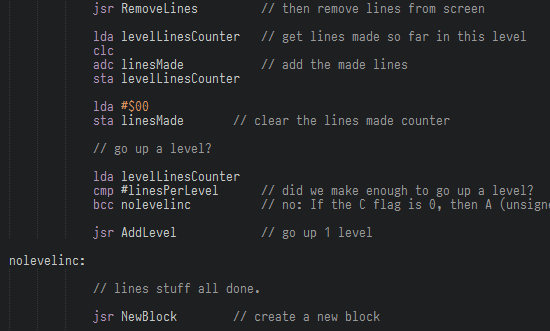 jsr RemoveLines // then remove lines from screen
lda levelLinesCounter // get lines made so far in this level
clc
adc linesMade // add the made lines
sta levelLinesCounter
lda #$00
sta linesMade // clear the lines made counter
// go up a level?
lda levelLinesCounter
cmp #linesPerLevel // did we make enough to go up a level?
bcc nolevelinc // no: If the C flag is 0, then A (unsigne
jsr AddLevel // go up 1 level
nolevelinc:
// lines stuff all done.
jsr NewBlock // create a new block